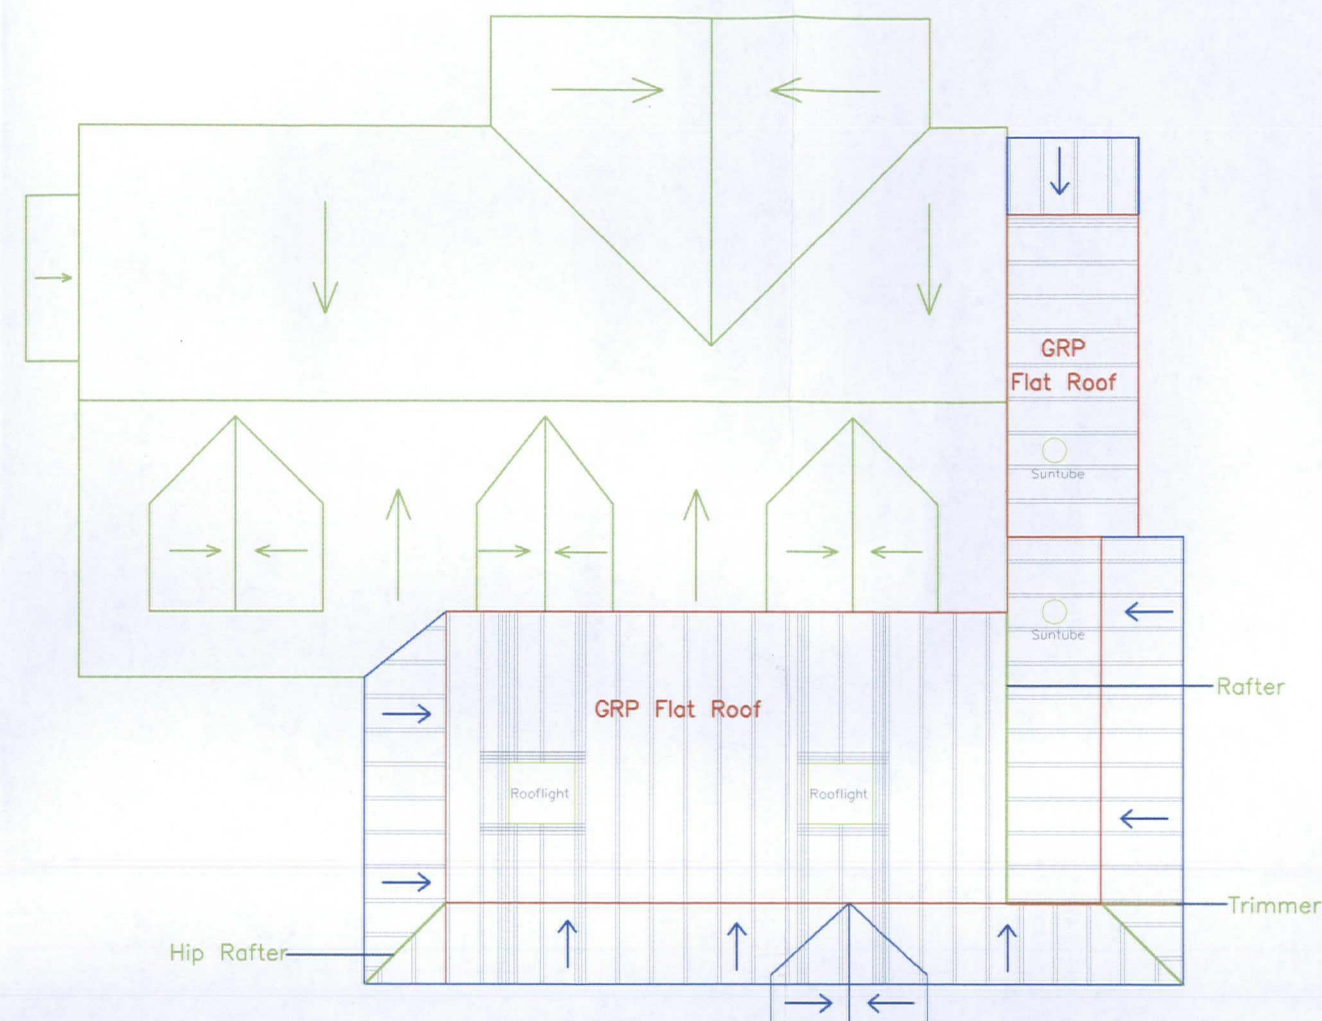 GRP
Flat Roof
Suntube
Suntube
Rafter
GRP Flat Roof
Rooflight
Rooflight
Trimmer
Hip Rafter